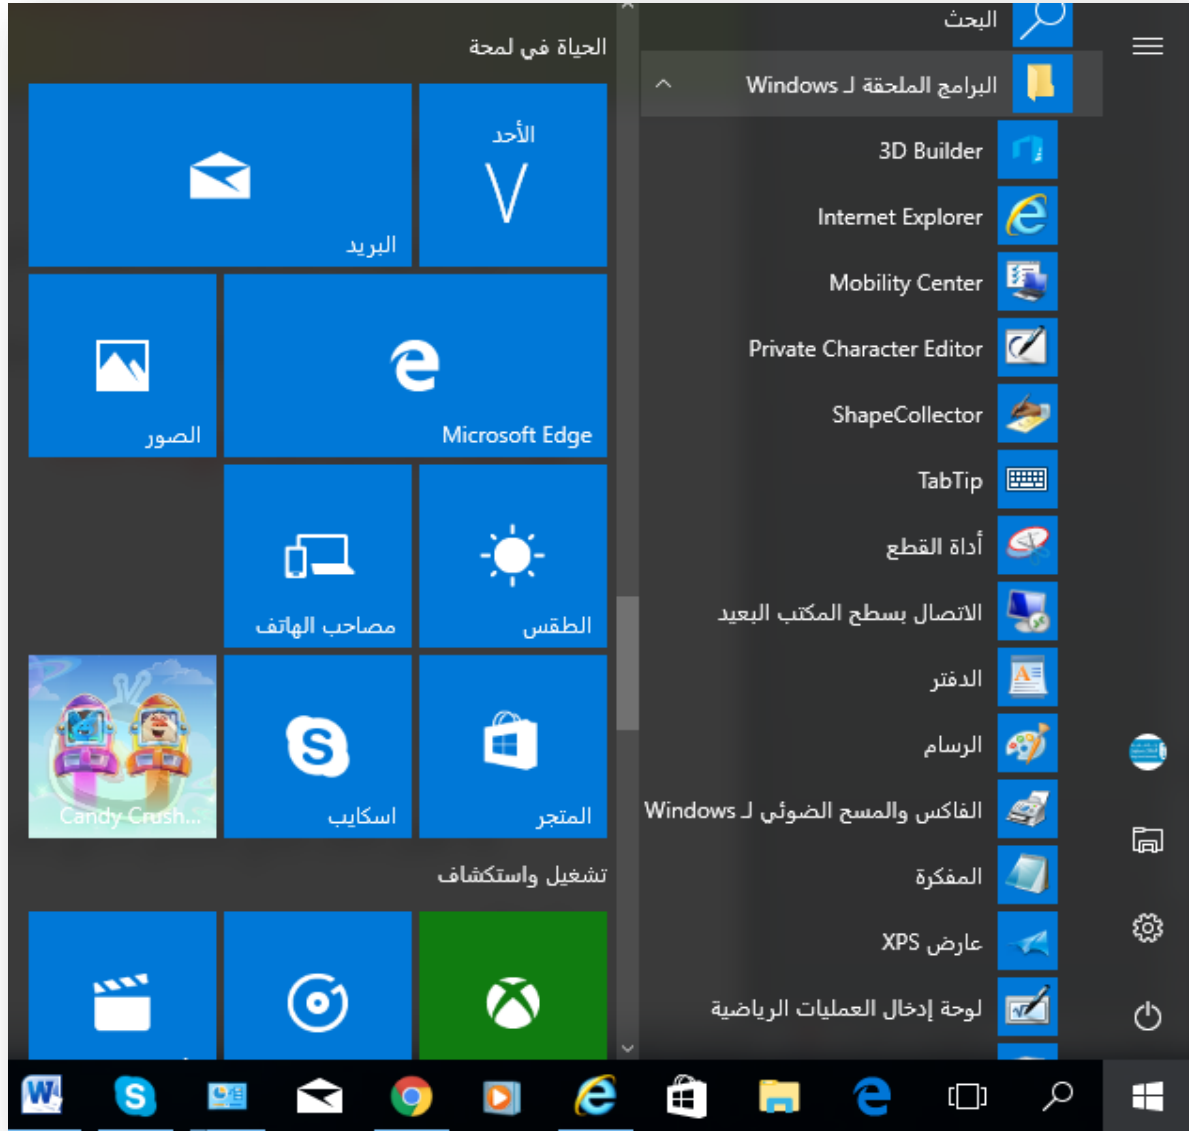 البحث
البرامج الملحقة لـ Windows
3D Builder
Internet Explorer
Mobility Center
Private Character Editor
ShapeCollector
TabTip
أداة القطع
الاتصال بسطح المكتب البعيد
الدفتر
الرسام
الفاكس والمسح الضوئي لـ Windows
المفكرة
عارض XPS
لوحة إدخال العمليات الرياضية
الحياة في لمحة
الأحد
٧
البريد
Microsoft Edge
الصور
الطقس
مصاحب الهاتف
المتجر
اسكايب
Candy Crush...
تشغيل واستكشاف